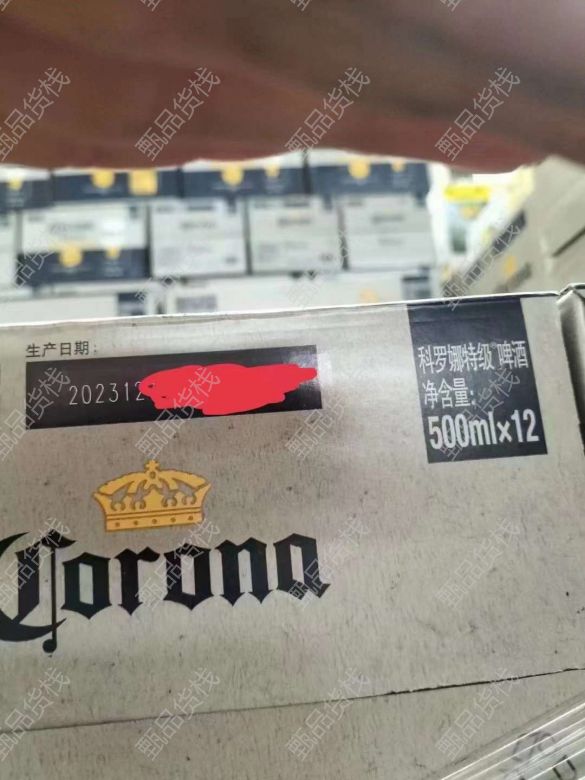 生产日期:
202312
科罗娜特级 啤酒
净含量:
500ml×12
Corona
甄品货栈